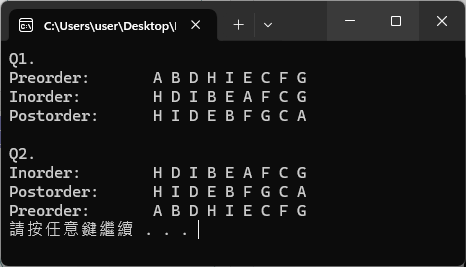 C:\Users\user\Desktop\
Q1.
Preorder: A B D H I E C F G
Inorder: H D I B E A F C G
Postorder: H I D E B F G C A
Q2.
Inorder: H D I B E A F C G
Postorder: H I D E B F G C A
Preorder: A B D H I E C F G
請按任意鍵繼續 . . .